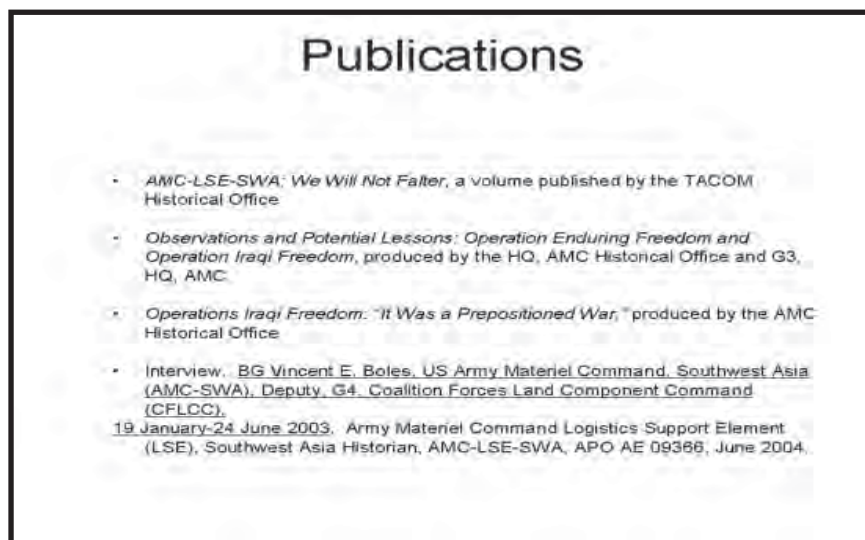 Publications
• AMC-LSE-SWA: We Will Not Falter, a volume published by the TACOM
Historical Office
• Observations and Potential Lessons: Operation Enduring Freedom and
Operation Iraqi Freedom, produced by the HQ, AMC Historical Office and G3,
HQ, AMC
• Operations Iraqi Freedom: "It Was a Prepositioned War," produced by the AMC
Historical Office
• Interview. BG Vincent E. Boles, US Army Materiel Command, Southwest Asia
(AMC-SWA), Deputy, G4, Coalition Forces Land Component Command
(CFLCC),
19 January-24 June 2003. Army Materiel Command Logistics Support Element
(LSE), Southwest Asia Historian, AMC-LSE-SWA, APO AE 09366, June 2004.